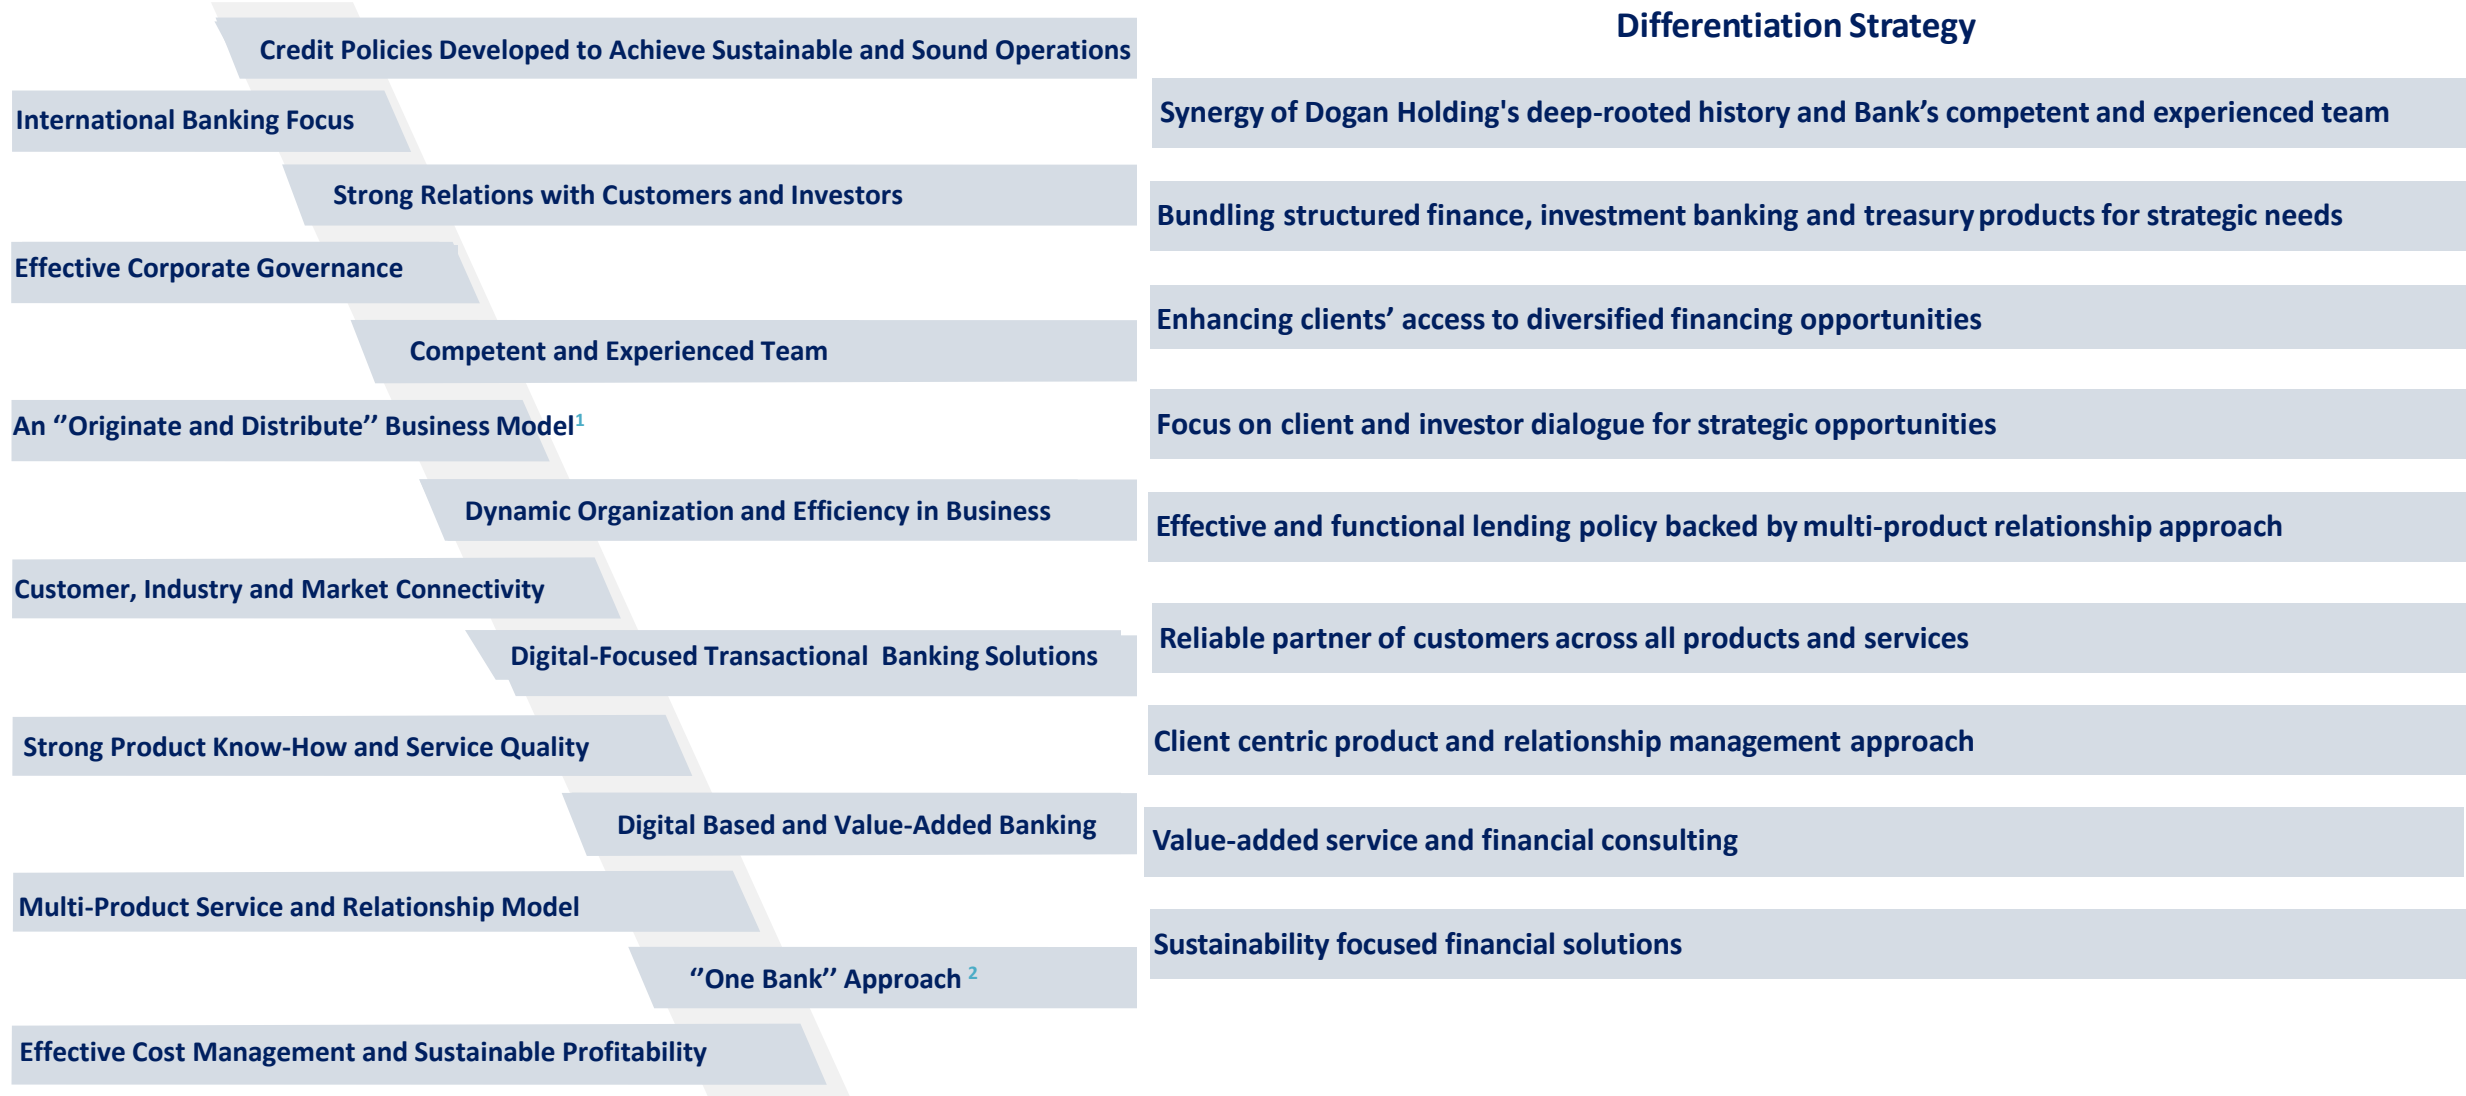 Credit Policies Developed to Achieve Sustainable and Sound Operations
International Banking Focus
Strong Relations with Customers and Investors
Effective Corporate Governance
Competent and Experienced Team
An ‘’Originate and Distribute’’ Business Model1
Dynamic Organization and Efficiency in Business
Customer, Industry and Market Connectivity
Digital-Focused Transactional Banking Solutions
Strong Product Know-How and Service Quality
Digital Based and Value-Added Banking
Multi-Product Service and Relationship Model
‘’One Bank’’ Approach 2
Effective Cost Management and Sustainable Profitability
Differentiation Strategy
Synergy of Dogan Holding's deep-rooted history and Bank’s competent and experienced team
Bundling structured finance, investment banking and treasury products for strategic needs
Enhancing clients’ access to diversified financing opportunities
Focus on client and investor dialogue for strategic opportunities
Effective and functional lending policy backed by multi-product relationship approach
Reliable partner of customers across all products and services
Client centric product and relationship management approach
Value-added service and financial consulting
Sustainability focused financial solutions